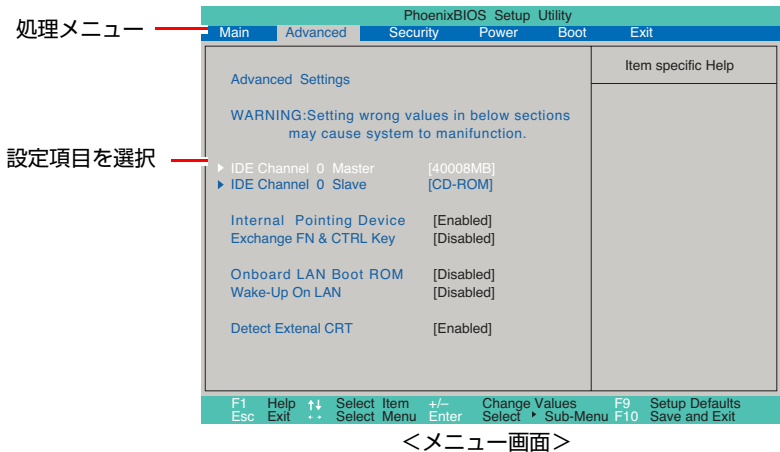 PhoenixBIOS Setup Utility
処理メニュー
Main Advanced Security Power Boot Exit
Item specific Help
Advanced Settings
WARNING:Setting wrong values in below sections
may cause system to manifunction.
設定項目を選択
IDE Channel 0 Master [40008MB]
IDE Channel 0 Slave [CD-ROM]
Internal Pointing Device [Enabled]
Exchange FN & CTRL Key [Disabled]
Onboard LAN Boot ROM [Disabled]
Wake-Up On LAN [Disabled]
Detect Extenal CRT [Enabled]
F1 Help ↑↓ Select Item +/− Change Values F9 Setup Defaults
Esc Exit ←→ Select Menu Enter Select ▶ Sub-Menu F10 Save and Exit
＜メニュー画面＞